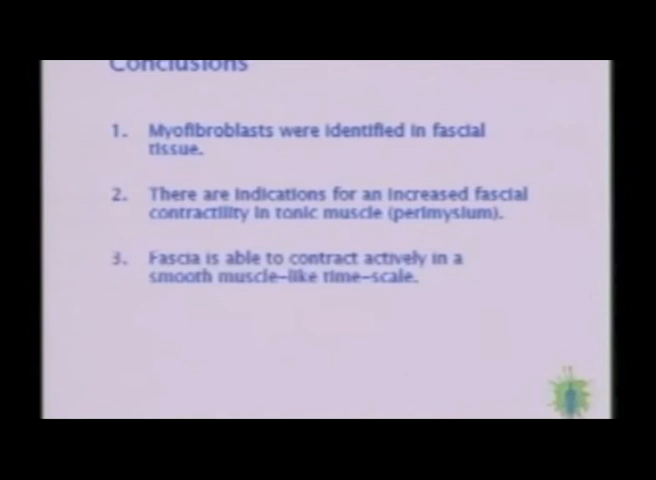 Conclusions
1. Myofibroblasts were identified in fascial
tissue.
2. There are indications for an increased fascial
contractility in tonic muscle (perimysium).
3. Fascia is able to contract actively in a
smooth muscle-like time-scale.